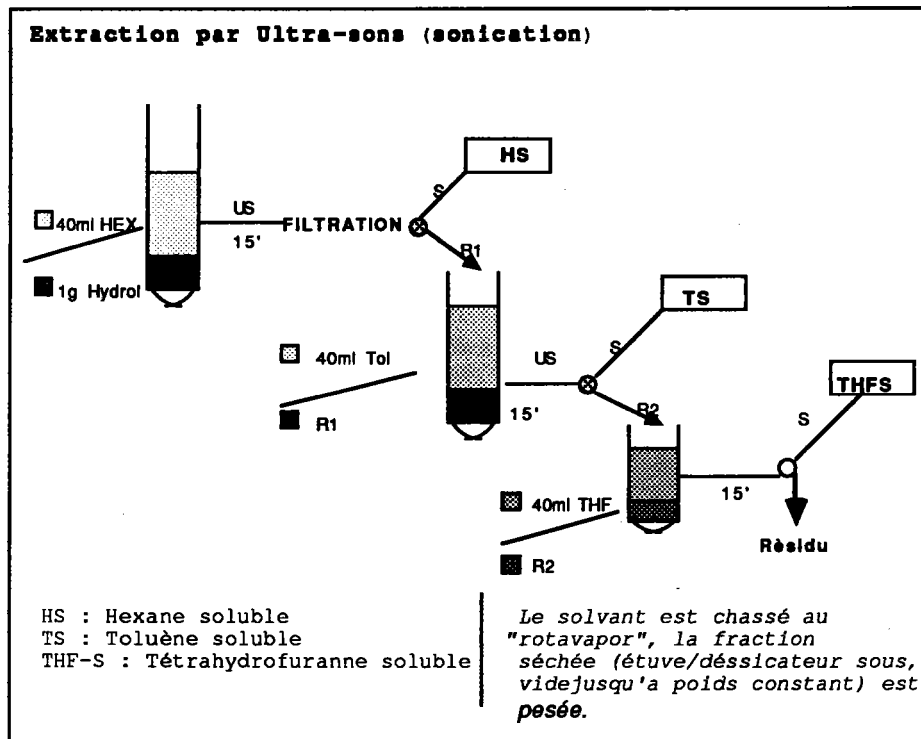 Extraction par Ultra-sons (sonication)
HS
S
US
40ml HEX
FILTRATION
15'
R1
1g Hydrol
TS
S
40ml Tol
US
THFS
R2
15'
R1
S
40ml THF
15'
Rèsidu
R2
HS : Hexane soluble
TS : Toluène soluble
THF-S : Tétrahydrofuranne soluble
Le solvant est chassé au
"rotavapor", la fraction
séchée (étuve/déssicateur sous,
videjusqu'a poids constant) est
pesée.